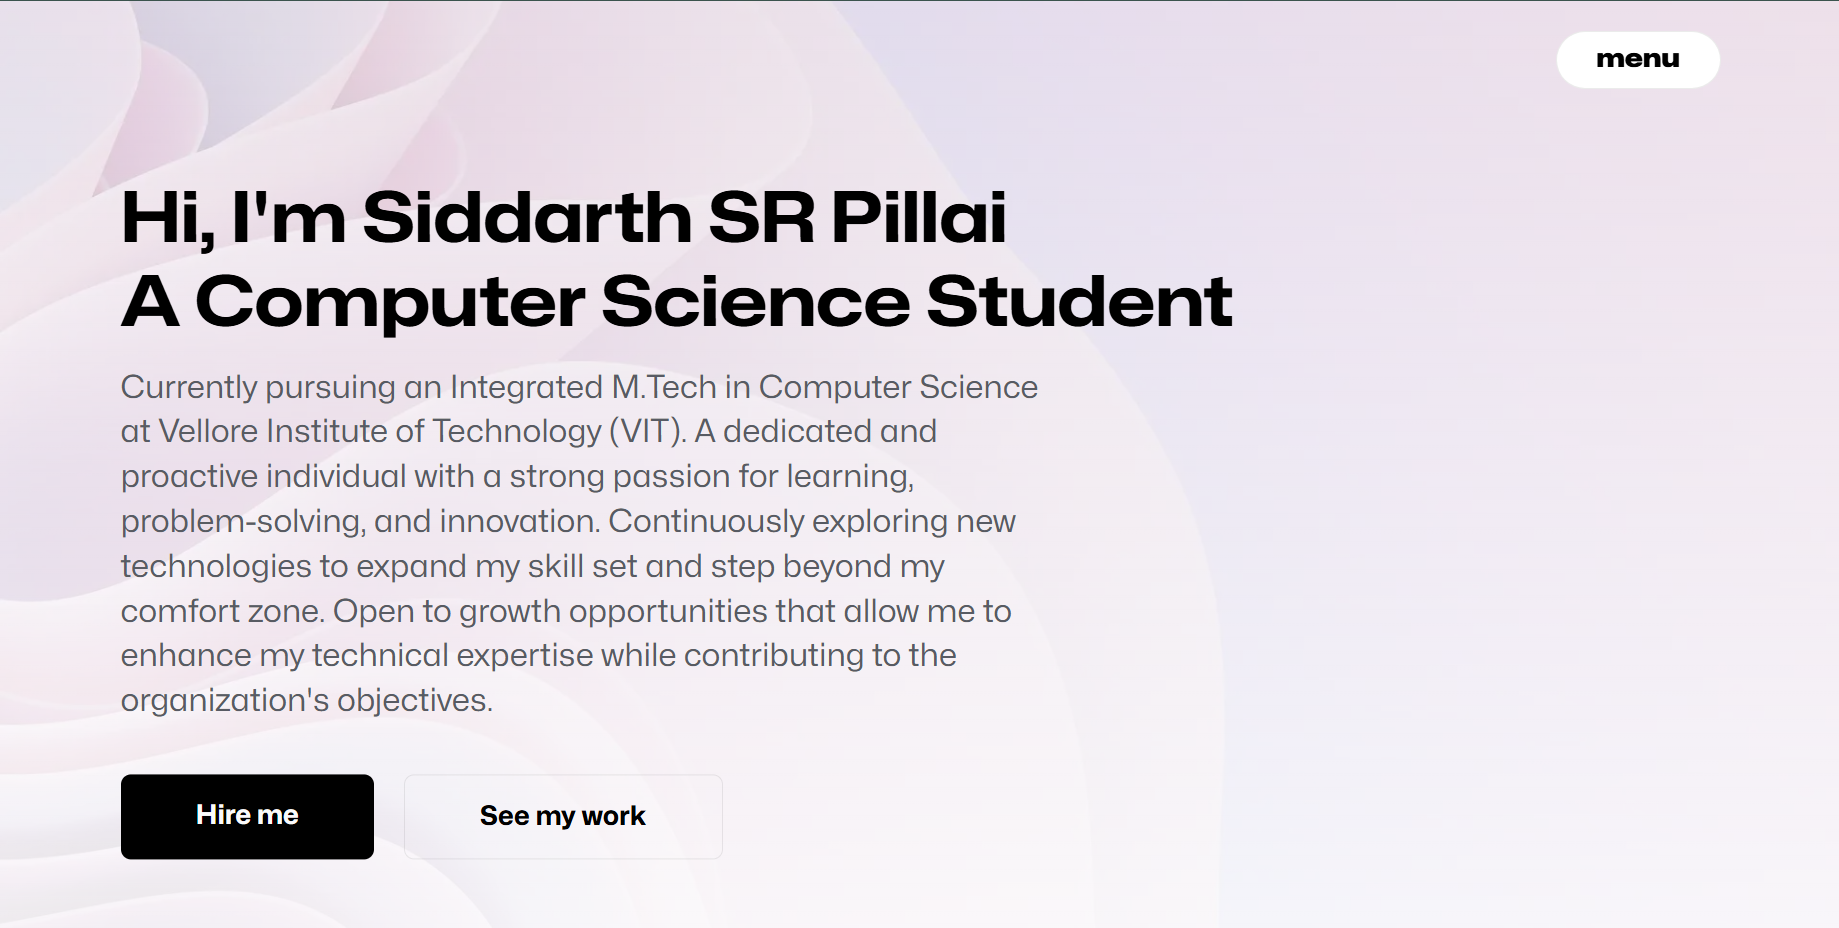 menu
Hi, I'm Siddarth SR Pillai
A Computer Science Student
Currently pursuing an Integrated M.Tech in Computer Science
at Vellore Institute of Technology (VIT). A dedicated and
proactive individual with a strong passion for learning,
problem-solving, and innovation. Continuously exploring new
technologies to expand my skill set and step beyond my
comfort zone. Open to growth opportunities that allow me to
enhance my technical expertise while contributing to the
organization's objectives.
Hire me
See my work